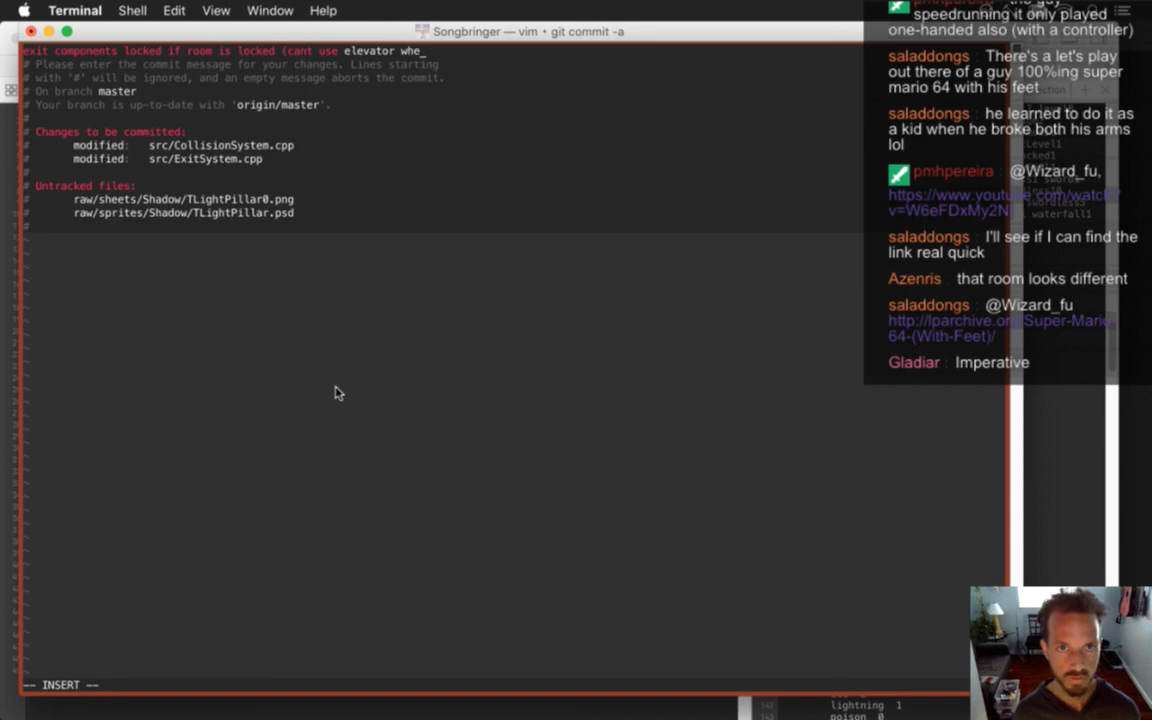 Terminal Shell Edit View Window Help
Songbringer — vim • git commit -a
exit components locked if room is locked (cant use elevator whe_
# Please enter the commit message for your changes. Lines starting
# with '#' will be ignored, and an empty message aborts the commit.
# On branch master
# Your branch is up-to-date with 'origin/master'.
#
# Changes to be committed:
# modified: src/CollisionSystem.cpp
# modified: src/ExitSystem.cpp
#
# Untracked files:
# raw/sheets/Shadow/TLightPillar0.png
# raw/sprites/Shadow/TLightPillar.psd
#
-- INSERT --
speedrunning it only played
one-handed also (with a controller)
saladdongs : There's a let's play
out there of a guy 100%ing super
mario 64 with his feet
saladdongs : he learned to do it as
a kid when he broke both his arms
lol
pmhpereira : @Wizard_fu,
https://www.youtube.com/watch?
v=W6eFDxMy2NI
saladdongs : I'll see if I can find the
link real quick
Azenris : that room looks different
saladdongs : @Wizard_fu
http://lparchive.org/Super-Mario-
64-(With-Feet)/
Gladiar : Imperative
waterfall1
142 lightning 1
143 poison 0